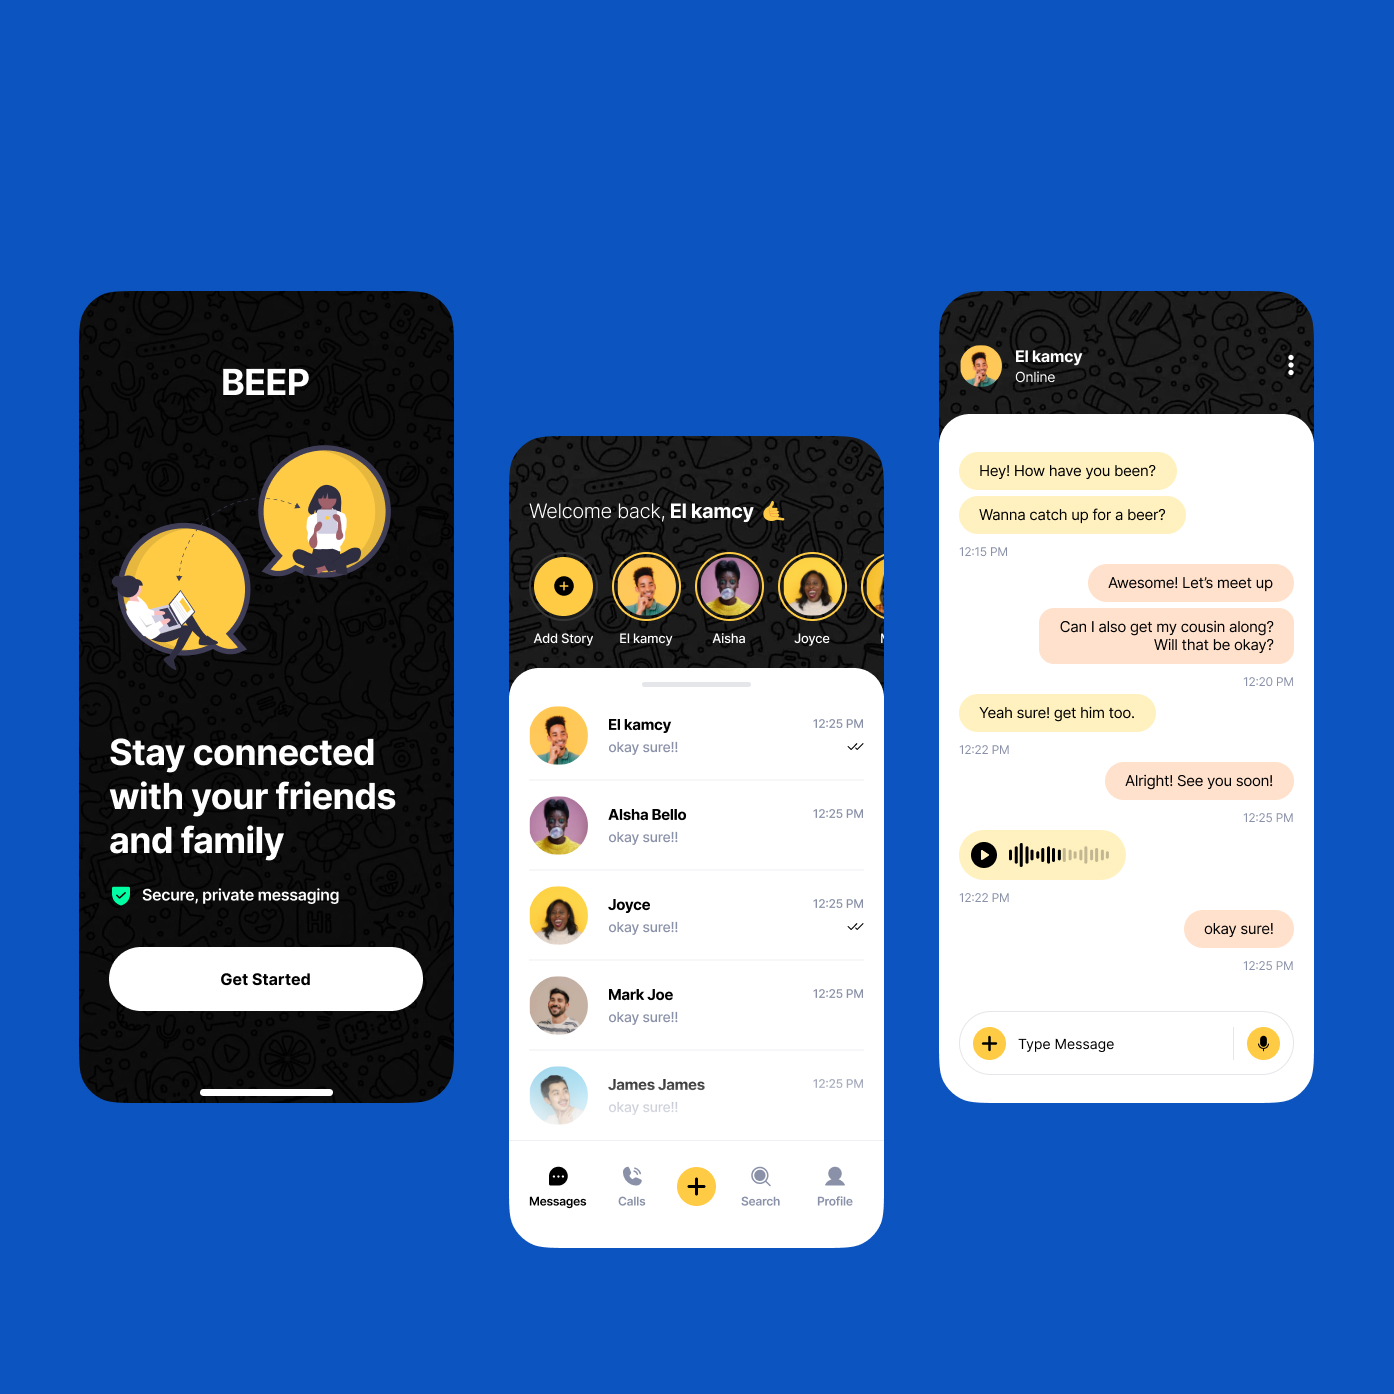 BEEP
Stay connected
with your friends
and family
Secure, private messaging
Get Started
Welcome back, El kamcy
Add Story
El kamcy
Aisha
Joyce
El kamcy
12:25 PM
okay sure!!
AIsha Bello
12:25 PM
okay sure!!
Joyce
12:25 PM
okay sure!!
Mark Joe
12:25 PM
okay sure!!
James James
12:25 PM
okay sure!!
Messages
Calls
Search
Profile
El kamcy
Online
Hey! How have you been?
Wanna catch up for a beer?
12:15 PM
Awesome! Let's meet up
Can I also get my cousin along?
Will that be okay?
12:20 PM
Yeah sure! get him too.
12:22 PM
Alright! See you soon!
12:25 PM
12:22 PM
okay sure!
12:25 PM
Type Message